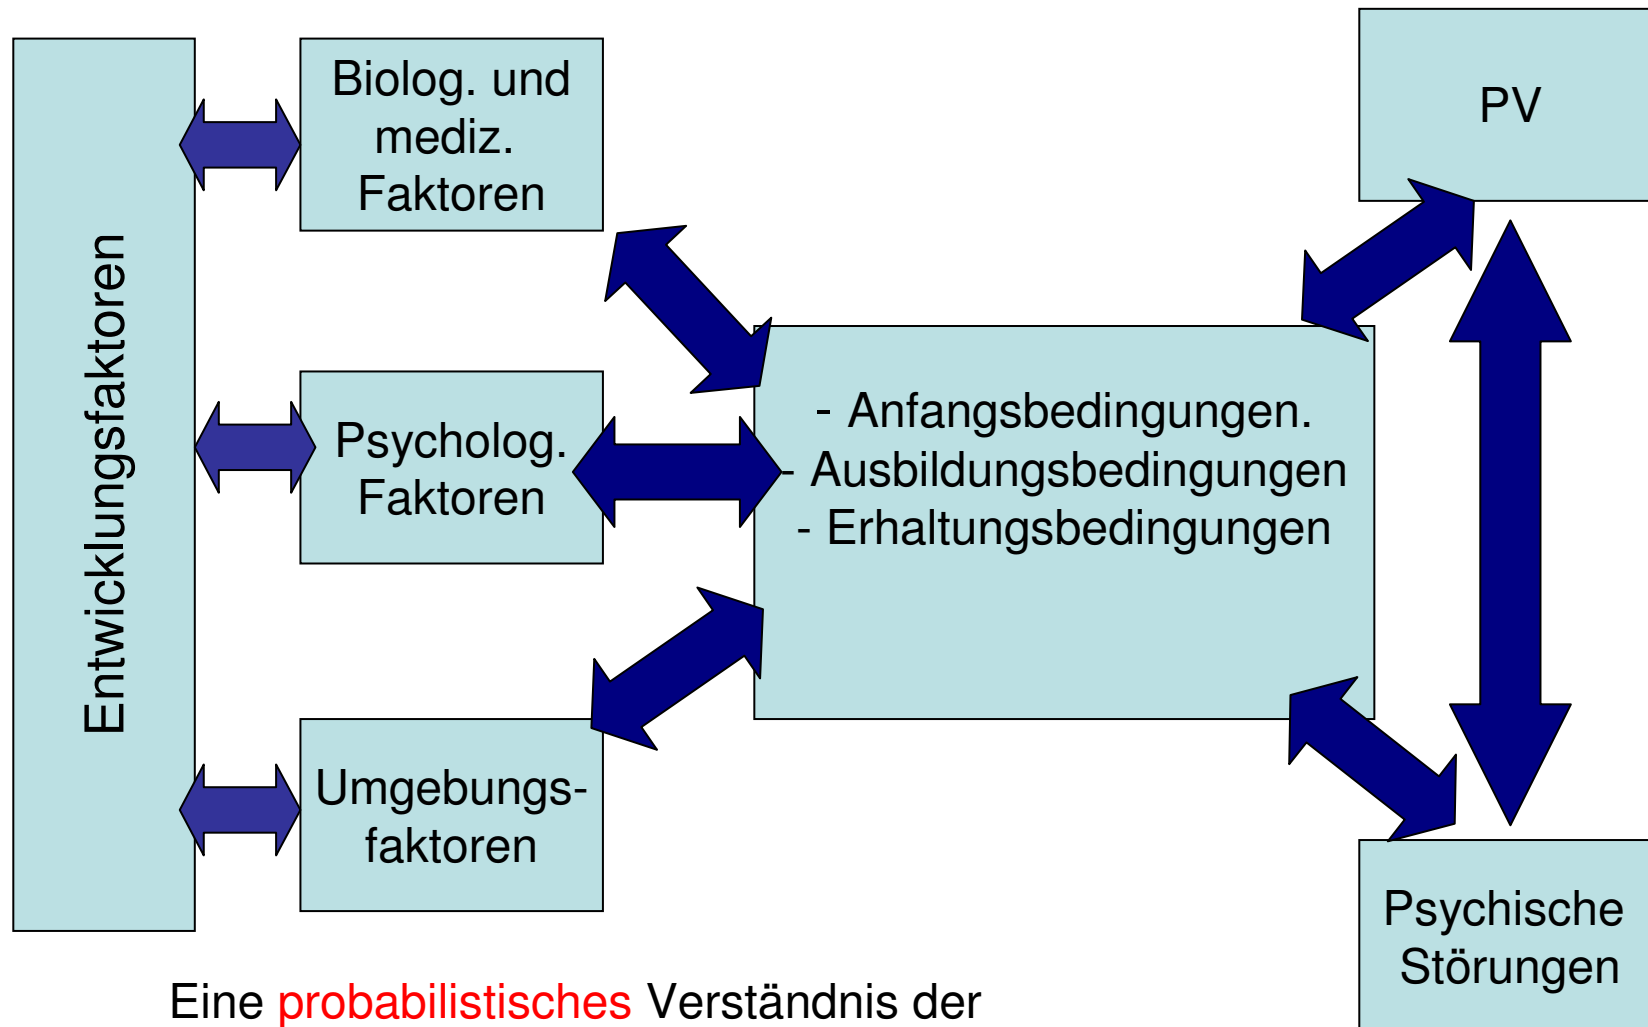 Entwicklungsfaktoren
Biolog. und
mediz.
Faktoren
Psycholog.
Faktoren
Umgebungs-
faktoren
- Anfangsbedingungen.
- Ausbildungsbedingungen
- Erhaltungsbedingungen
PV
Psychische
Störungen
Eine probabilistisches Verständnis der